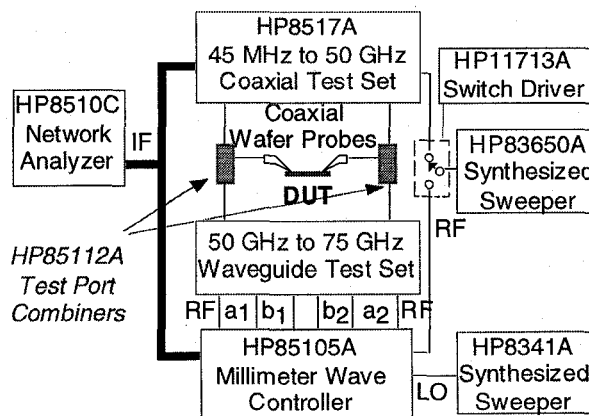 HP8517A
45 MHz to 50 GHz
Coaxial Test Set
HP11713A
Switch Driver
HP8510C
Network
Analyzer
IF
Coaxial
Wafer Probes
DUT
HP83650A
Synthesized
Sweeper
RF
HP85112A
Test Port
Combiners
50 GHz to 75 GHz
Waveguide Test Set
RF a1 b1 b2 a2 RF
HP85105A
Millimeter Wave
Controller
LO
HP8341A
Synthesized
Sweeper